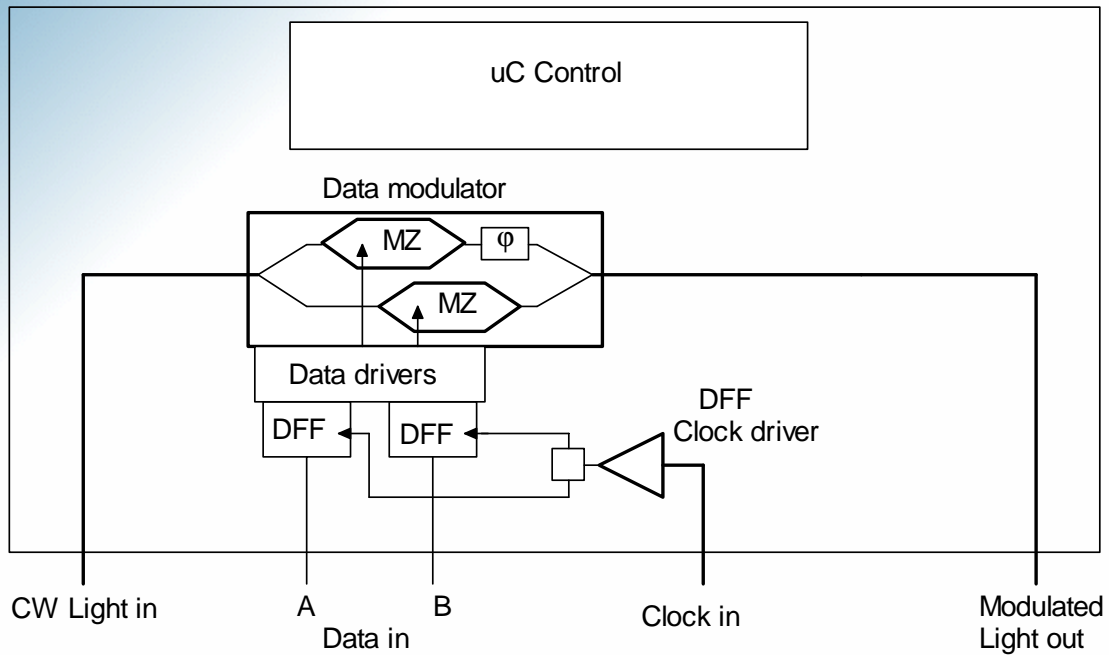 uC Control
Data modulator
MZ
φ
MZ
Data drivers
DFF
DFF
DFF
Clock driver
CW Light in
A
B
Data in
Clock in
Modulated
Light out